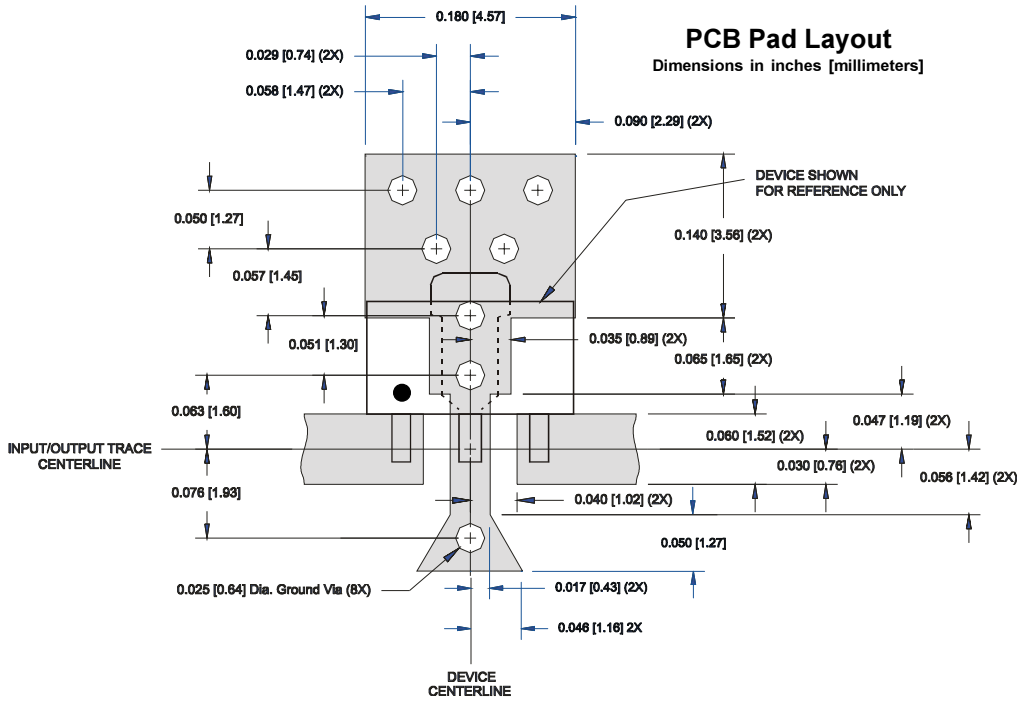 0.180 [4.57]
PCB Pad Layout
Dimensions in inches [millimeters]
0.029 [0.74] (2X)
0.058 [1.47] (2X)
0.090 [2.29] (2X)
DEVICE SHOWN
FOR REFERENCE ONLY
0.050 [1.27]
0.140 [3.56] (2X)
0.057 [1.45]
0.051 [1.30]
0.035 [0.89] (2X)
0.065 [1.65] (2X)
0.063 [1.60]
0.047 [1.19] (2X)
0.060 [1.52] (2X)
INPUT/OUTPUT TRACE
CENTERLINE
0.030 [0.76] (2X)
0.056 [1.42] (2X)
0.076 [1.93]
0.040 [1.02] (2X)
0.050 [1.27]
0.025 [0.64] Dia. Ground Via (8X)
0.017 [0.43] (2X)
0.046 [1.16] 2X
DEVICE
CENTERLINE